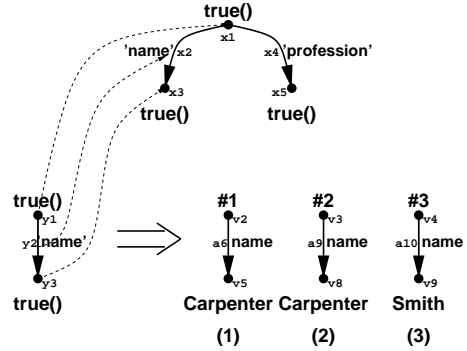 true()
x1
'name' x2 x4 'profession'
x3 x5
true() true()
true() #1 #2 #3
y1 v2 v3 v4
y2 'name' a6 name a9 name a10 name
y3 v5 v8 v9
true() Carpenter Carpenter Smith
(1) (2) (3)